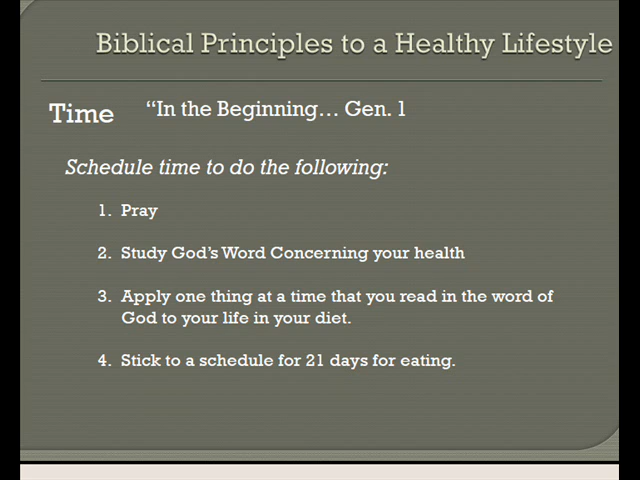 Biblical Principles to a Healthy Lifestyle
Time “In the Beginning… Gen. 1
Schedule time to do the following:
1. Pray
2. Study God’s Word Concerning your health
3. Apply one thing at a time that you read in the word of
God to your life in your diet.
4. Stick to a schedule for 21 days for eating.